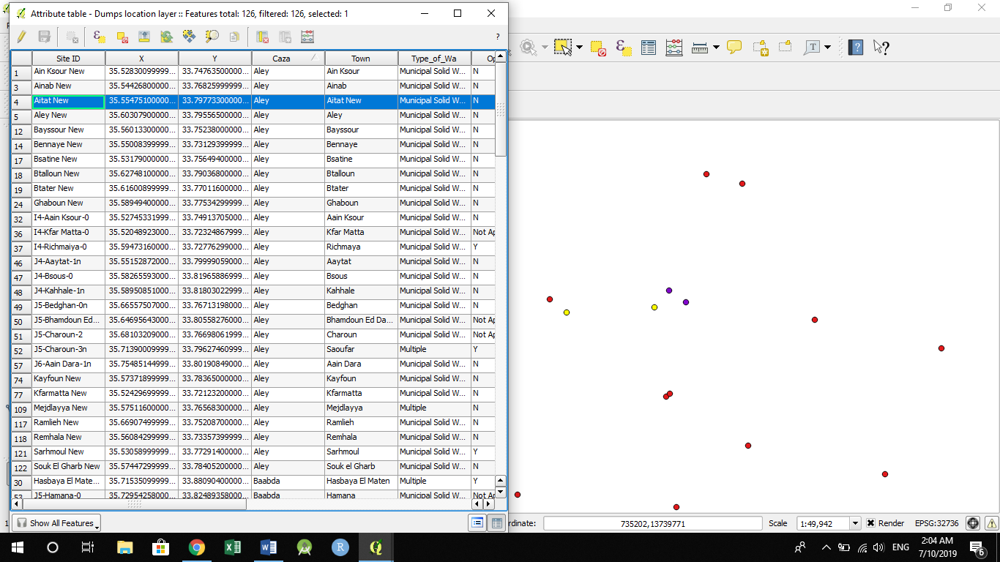 Attribute table - Dumps location layer :: Features total: 126, filtered: 126, selected: 1
?
Site ID X Y Caza Town Type_of_Wa Op
1 Ain Ksour New 35.52830099999... 33.74763500000... Aley Ain Ksour Municipal Solid W... N
3 Ainab New 35.54426800000... 33.76825999999... Aley Ainab Municipal Solid W... N
4 Aitat New 35.55475100000... 33.79773300000... Aley Aitat New Municipal Solid W... N
5 Aley New 35.60307900000... 33.79556500000... Aley Aley Municipal Solid W... N
12 Bayssour New 35.56013300000... 33.75238000000... Aley Bayssour Municipal Solid W... N
14 Bennaye New 35.55008399999... 33.73129399999... Aley Bennaye Municipal Solid W... N
17 Bsatine New 35.53179000000... 33.75649400000... Aley Bsatine Municipal Solid W... N
18 Btalloun New 35.62748100000... 33.79036800000... Aley Btalloun Municipal Solid W... N
19 Btater New 35.61600899999... 33.77011600000... Aley Btater Municipal Solid W... N
24 Ghaboun New 35.58949400000... 33.77534299999... Aley Ghaboun Municipal Solid W... N
32 I4-Aain Ksour-0 35.52745331999... 33.74913705000... Aley Aain Ksour Municipal Solid W... N
36 I4-Kfar Matta-0 35.52048923000... 33.72324867999... Aley Kfar Matta Municipal Solid W... Not Ap
37 I4-Richmaiya-0 35.59473160000... 33.72776299000... Aley Richmaya Municipal Solid W... Y
46 J4-Aaytat-1n 35.55152872000... 33.79999059000... Aley Aaytat Municipal Solid W... N
47 J4-Bsous-0 35.58265593000... 33.81965886999... Aley Bsous Municipal Solid W... N
48 J4-Kahhale-1n 35.58950851000... 33.81803022999... Aley Kahhale Municipal Solid W... N
49 J5-Bedghan-0n 35.66557507000... 33.76713198000... Aley Bedghan Municipal Solid W... N
50 J5-Bhamdoun Ed... 35.64695643000... 33.80558276000... Aley Bhamdoun Ed Da... Municipal Solid W... Not Ap
51 J5-Charoun-2 35.68103209000... 33.76698061999... Aley Charoun Municipal Solid W... Not Ap
52 J5-Charoun-3n 35.71390009999... 33.79627460999... Aley Saoufar Multiple Y
57 J6-Aain Dara-1n 35.75485144999... 33.80190849000... Aley Aain Dara Municipal Solid W... N
74 Kayfoun New 35.57371899999... 33.78365000000... Aley Kayfoun Municipal Solid W... N
77 Kfarmatta New 35.52429699999... 33.72123200000... Aley Kfarmatta Municipal Solid W... N
109 Mejdlayya New 35.57511600000... 33.76568300000... Aley Mejdlayya Multiple N
117 Ramlieh New 35.66907499999... 33.75208700000... Aley Ramlieh Municipal Solid W... N
118 Remhala New 35.56084299999... 33.73357399999... Aley Remhala Municipal Solid W... N
121 Sarhmoul New 35.53058999999... 33.77291400000... Aley Sarhmoul Municipal Solid W... Y
122 Souk El Gharb New 35.57447299999... 33.78405200000... Aley Souk el Gharb Municipal Solid W... N
30 Hasbaya El Mate... 35.71535099999... 33.88090400000... Baabda Hasbaya El Maten Multiple Y
53 J5-Hamana-0 35.72954258000... 33.82489358000... Baabda Hamana Municipal Solid W... Not Ap
Show All Features
rdinate: 735202,13739771 Scale 1:49,942 Render EPSG:32736
ENG
2:04 AM
7/10/2019
6